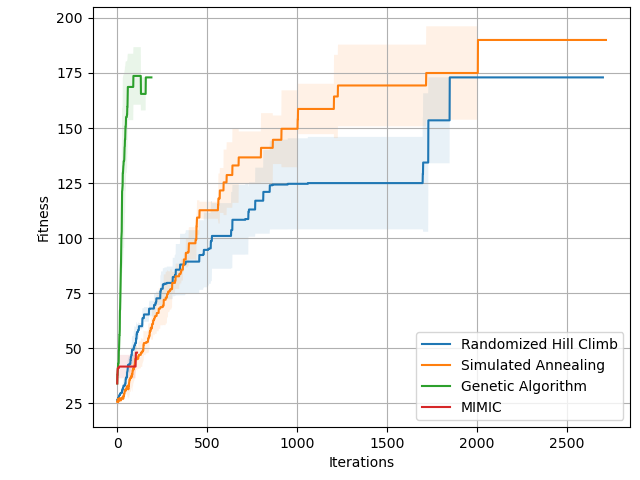 200
175
150
125
100
75
50
25
Fitness
0
500
1000
1500
2000
2500
Iterations
Randomized Hill Climb
Simulated Annealing
Genetic Algorithm
MIMIC